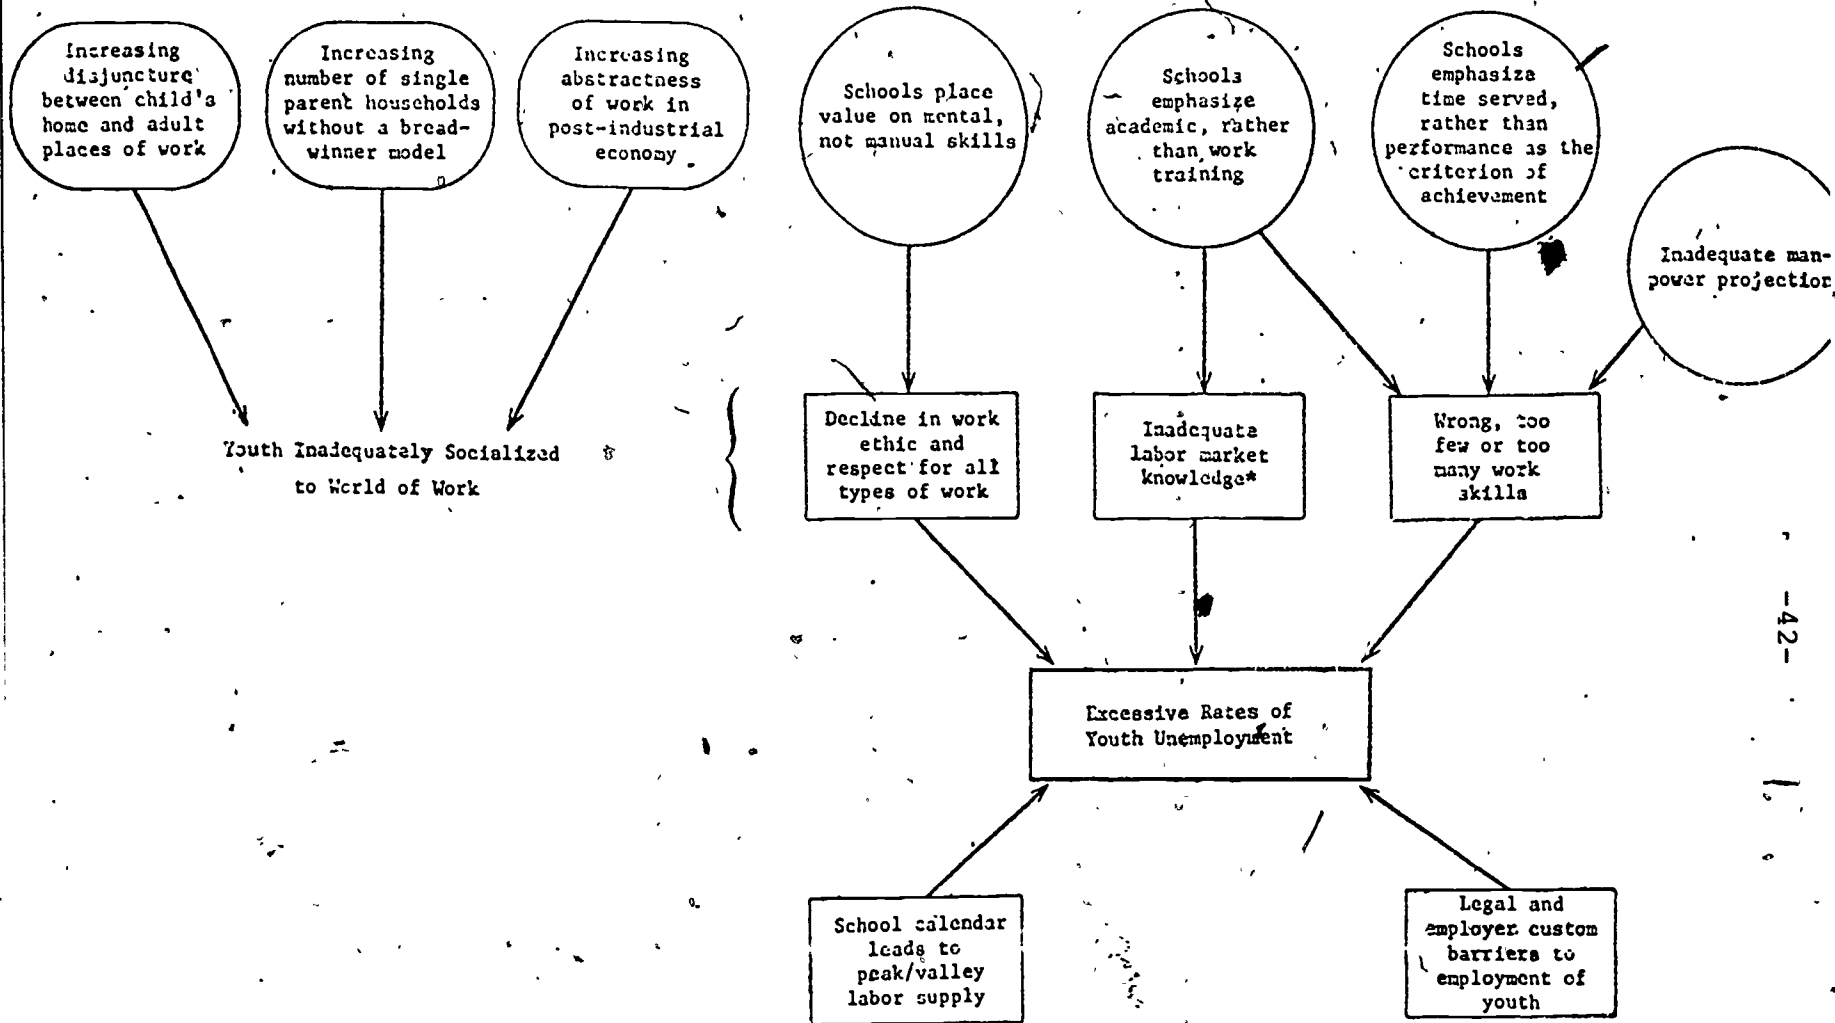 Increasing
disjuncture
between child's
home and adult
places of work
Increasing
number of single
parent households
without a bread-
winner model
Increasing
abstractness
of work in
post-industrial
economy
Schools place
value on mental,
not manual skills
Schools
emphasize
academic, rather
than work
training
Schools
emphasize
time served,
rather than
performance as the
criterion of
achievement
Inadequate man-
power projection
Youth Inadequately Socialized
to World of Work
Decline in work
ethic and
respect for all
types of work
Inadequate
labor market
knowledge*
Wrong, too
few or too
many work
skills
-42-
Excessive Rates of
Youth Unemployment
School calendar
leads to
peak/valley
labor supply
Legal and
employer custom
barriers to
employment of
youth